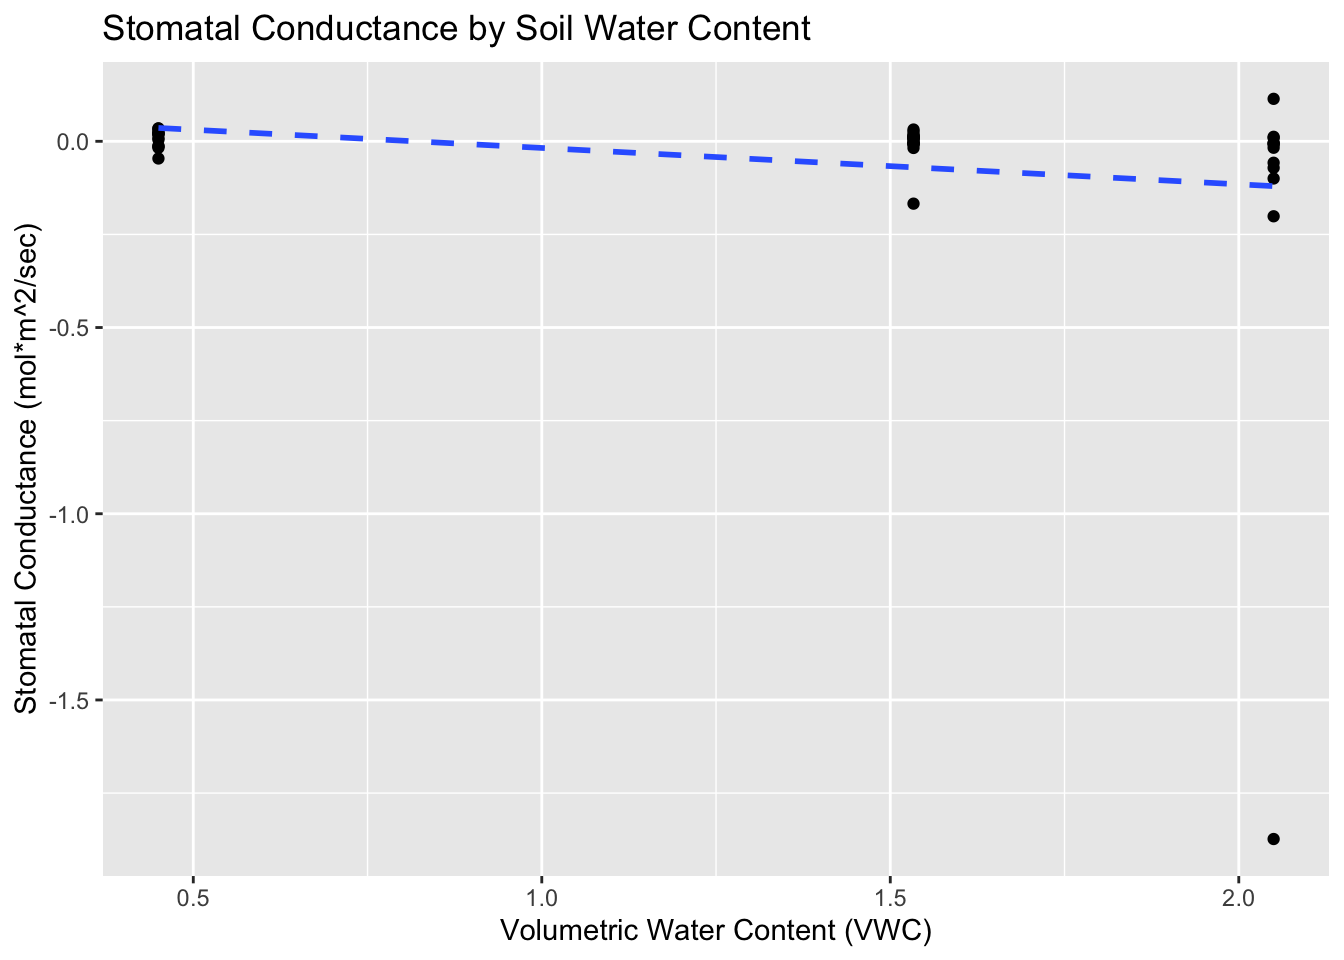 Stomatal Conductance by Soil Water Content
Stomatal Conductance (mol*m^2/sec)
0.0
-0.5
-1.0
-1.5
0.5
1.0
1.5
2.0
Volumetric Water Content (VWC)